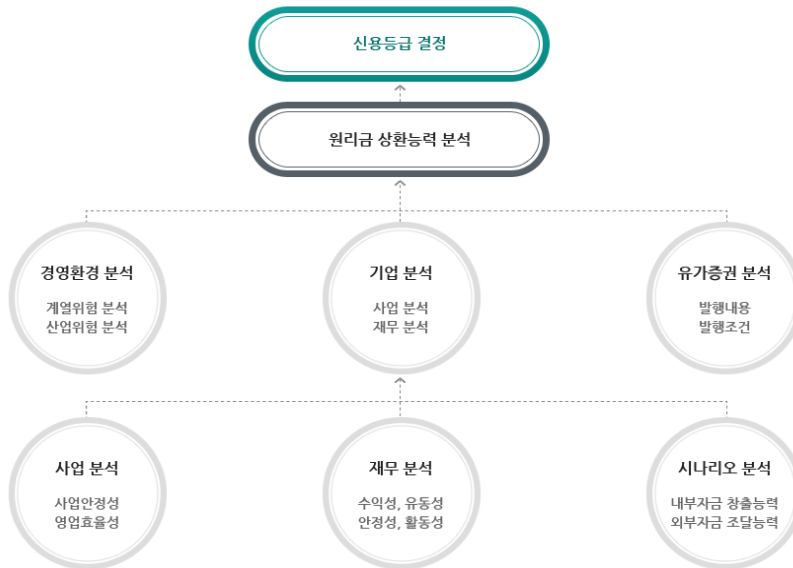 신용등급 결정
원리금 상환능력 분석
경영환경 분석
계열위험 분석
산업위험 분석
기업 분석
사업 분석
재무 분석
유가증권 분석
발행내용
발행조건
사업 분석
사업안정성
영업효율성
재무 분석
수익성, 유동성
안정성, 활동성
시나리오 분석
내부자금 창출능력
외부자금 조달능력